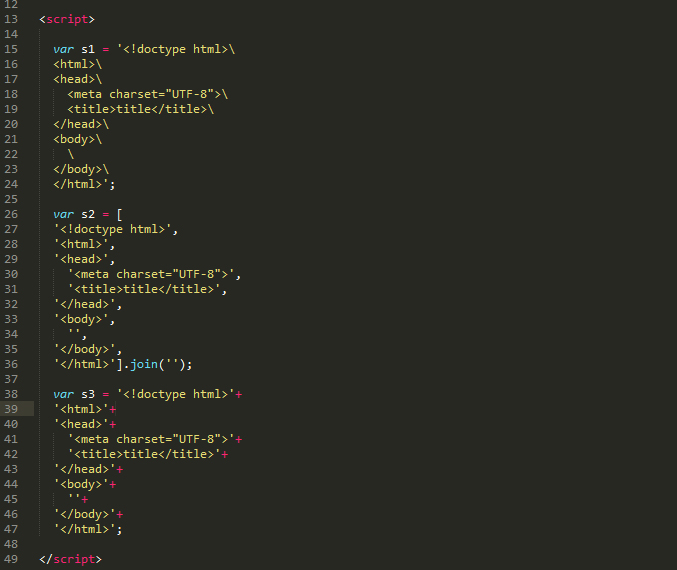 12
13 <script>
14
15 var s1 = '<!doctype html>\
16 <html>\
17 <head>\
18 <meta charset="UTF-8">\
19 <title>title</title>\
20 </head>\
21 <body>\
22 \
23 </body>\
24 </html>';
25
26 var s2 = [
27 '<!doctype html>',
28 '<html>',
29 '<head>',
30 '<meta charset="UTF-8">',
31 '<title>title</title>',
32 '</head>',
33 '<body>',
34 '',
35 '</body>',
36 '</html>'].join('');
37
38 var s3 = '<!doctype html>'+
39 '<html>'+
40 '<head>'+
41 '<meta charset="UTF-8">'+
42 '<title>title</title>'+
43 '</head>'+
44 '<body>'+
45 ''+
46 '</body>'+
47 '</html>';
48
49 </script>